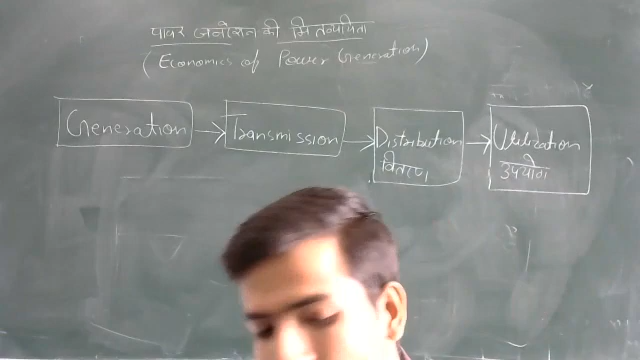 पावर जनरेशन की मितव्ययिता
(Economics of Power Generation)
Generation → Transmission → Distribution → Utilization
वितरण उपयोग